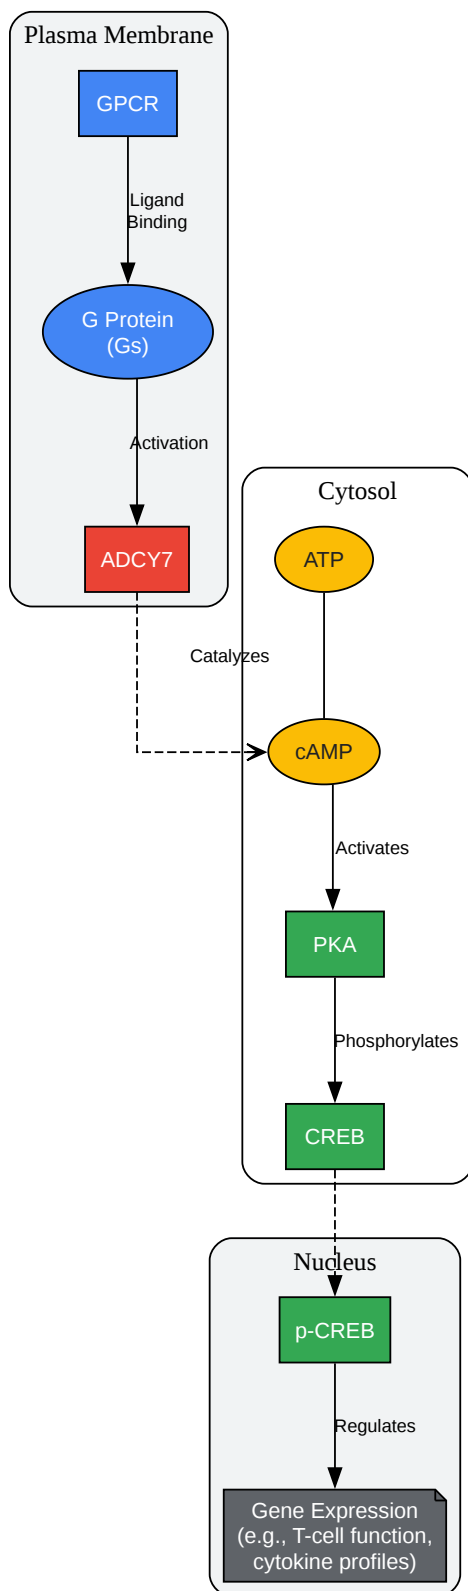 Plasma Membrane
GPCR
Ligand
Binding
G Protein
(Gs)
Activation
ADCY7
Cytosol
ATP
Catalyzes
cAMP
Activates
PKA
Phosphorylates
CREB
Nucleus
p-CREB
Regulates
Gene Expression
(e.g., T-cell function,
cytokine profiles)